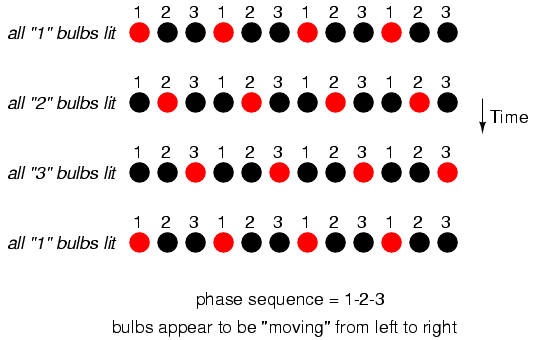 1 2 3 1 2 3 1 2 3 1 2 3
all "1" bulbs lit
1 2 3 1 2 3 1 2 3 1 2 3
all "2" bulbs lit
Time
1 2 3 1 2 3 1 2 3 1 2 3
all "3" bulbs lit
1 2 3 1 2 3 1 2 3 1 2 3
all "1" bulbs lit
phase sequence = 1-2-3
bulbs appear to be "moving" from left to right